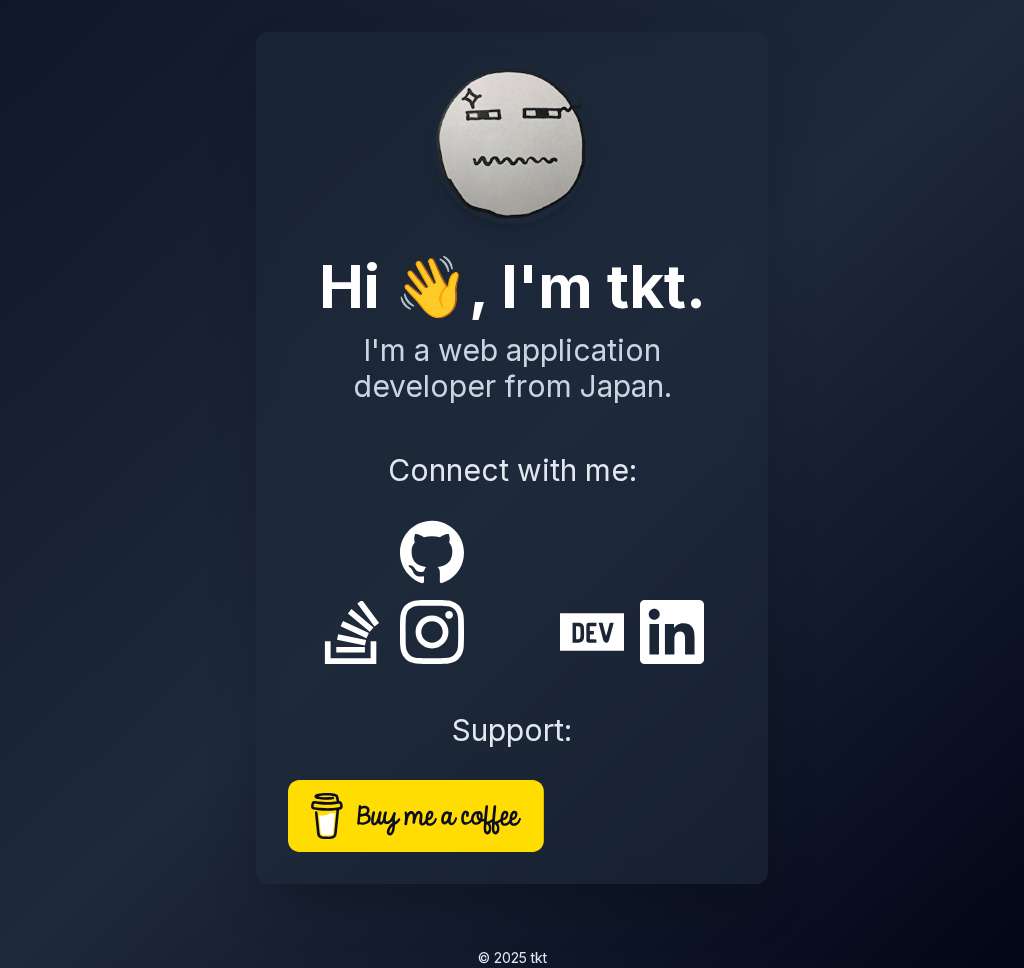 Hi 👋, I'm tkt.
I'm a web application
developer from Japan.
Connect with me:
DEV
in
Support:
Buy me a coffee
© 2025 tkt